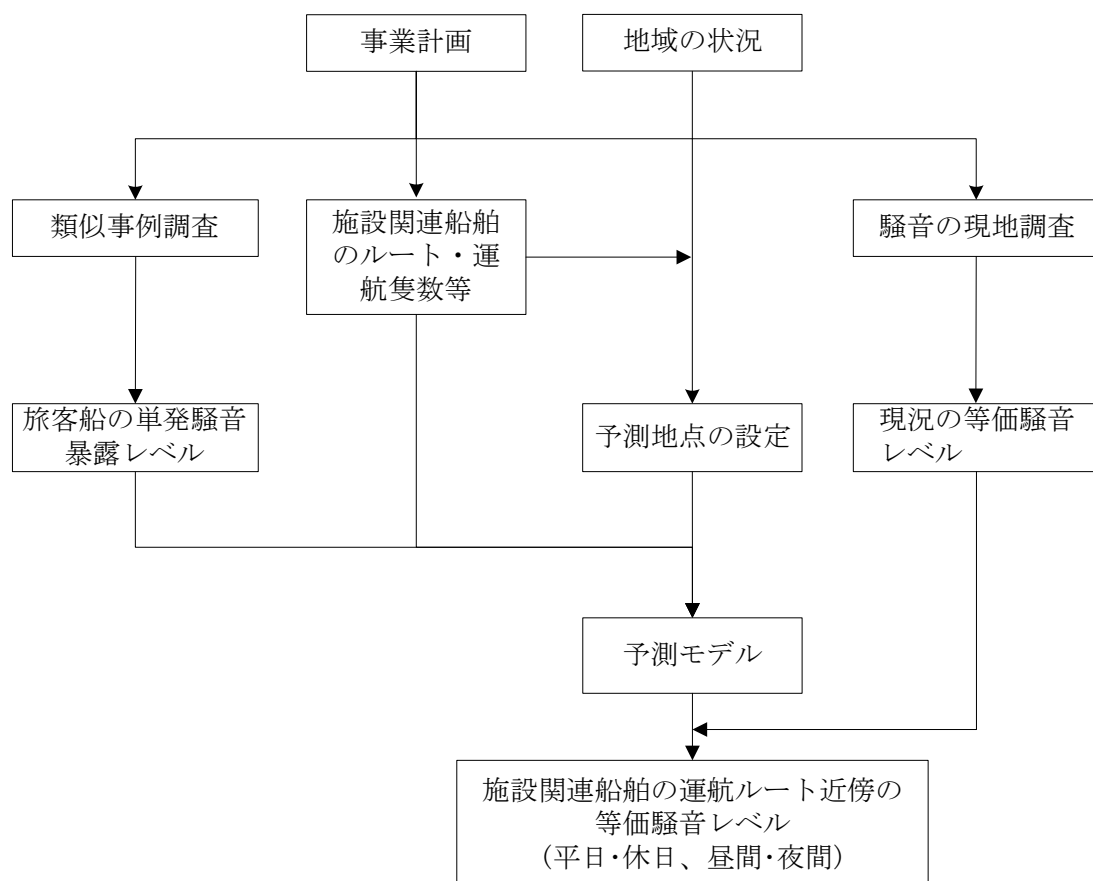 事業計画
地域の状況
類似事例調査
施設関連船舶
のルート・運
航隻数等
騒音の現地調査
旅客船の単発騒音
暴露レベル
予測地点の設定
現況の等価騒音
レベル
予測モデル
施設関連船舶の運航ルート近傍の
等価騒音レベル
（平日･休日、昼間･夜間）